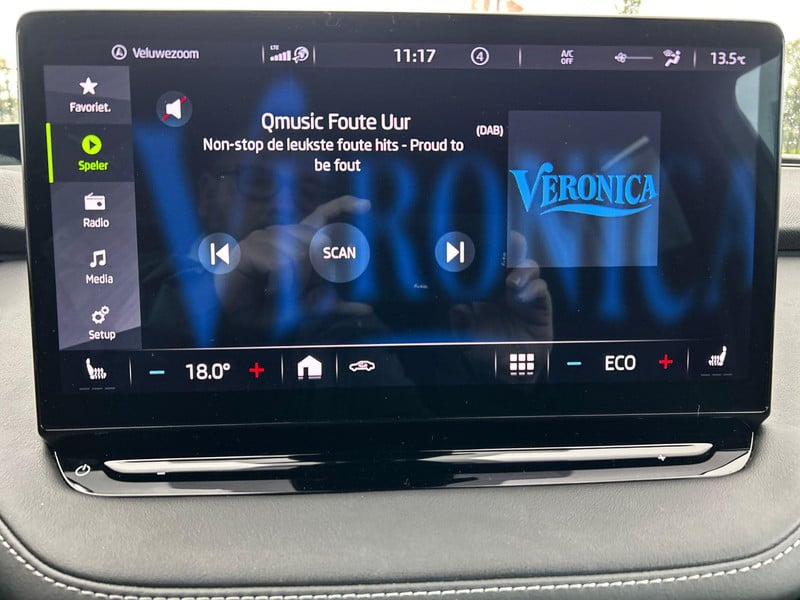 Veluwezoom LTE 11:17 4 A/C OFF 13.5°C
Favoriet.
Speler
Radio
Media
Setup
Qmusic Foute Uur
(DAB)
Non-stop de leukste foute hits - Proud to
be fout
SCAN
VERONICA
VERONICA
18.0°
ECO